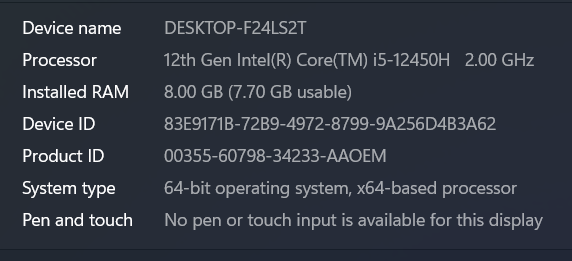 Device name DESKTOP-F24LS2T
Processor 12th Gen Intel(R) Core(TM) i5-12450H 2.00 GHz
Installed RAM 8.00 GB (7.70 GB usable)
Device ID 83E9171B-72B9-4972-8799-9A256D4B3A62
Product ID 00355-60798-34233-AAOEM
System type 64-bit operating system, x64-based processor
Pen and touch No pen or touch input is available for this display